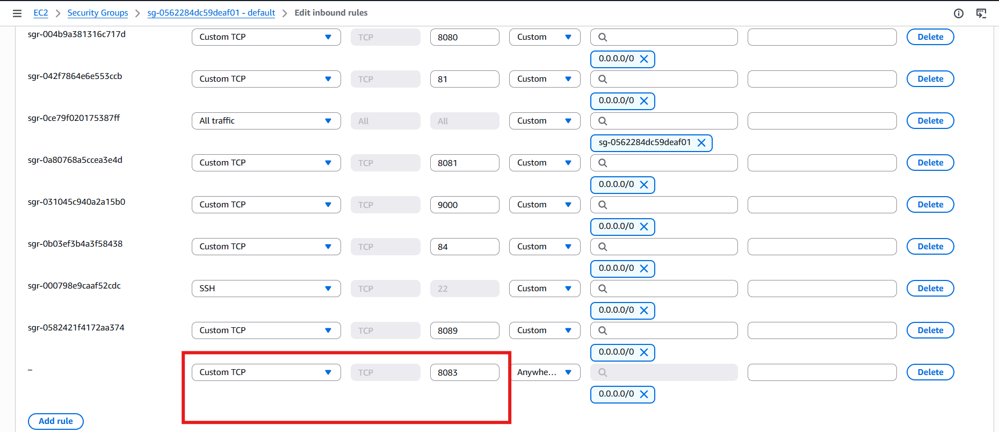 EC2 > Security Groups > sg-0562284dc59deaf01 - default > Edit inbound rules
sgr-004b9a381316c717d Custom TCP TCP 8080 Custom Delete
0.0.0.0/0
sgr-042f7864e6e553ccb Custom TCP TCP 81 Custom Delete
0.0.0.0/0
sgr-0ce79f020175387ff All traffic All All Custom Delete
sg-0562284dc59deaf01
sgr-0a80768a5ccea3e4d Custom TCP TCP 8081 Custom Delete
0.0.0.0/0
sgr-031045c940a2a15b0 Custom TCP TCP 9000 Custom Delete
0.0.0.0/0
sgr-0b03ef3b4a3f58438 Custom TCP TCP 84 Custom Delete
0.0.0.0/0
sgr-000798e9caaf52cdc SSH TCP 22 Custom Delete
0.0.0.0/0
sgr-0582421f4172aa374 Custom TCP TCP 8089 Custom Delete
0.0.0.0/0
– Custom TCP TCP 8083 Anywhe... Delete
0.0.0.0/0
Add rule